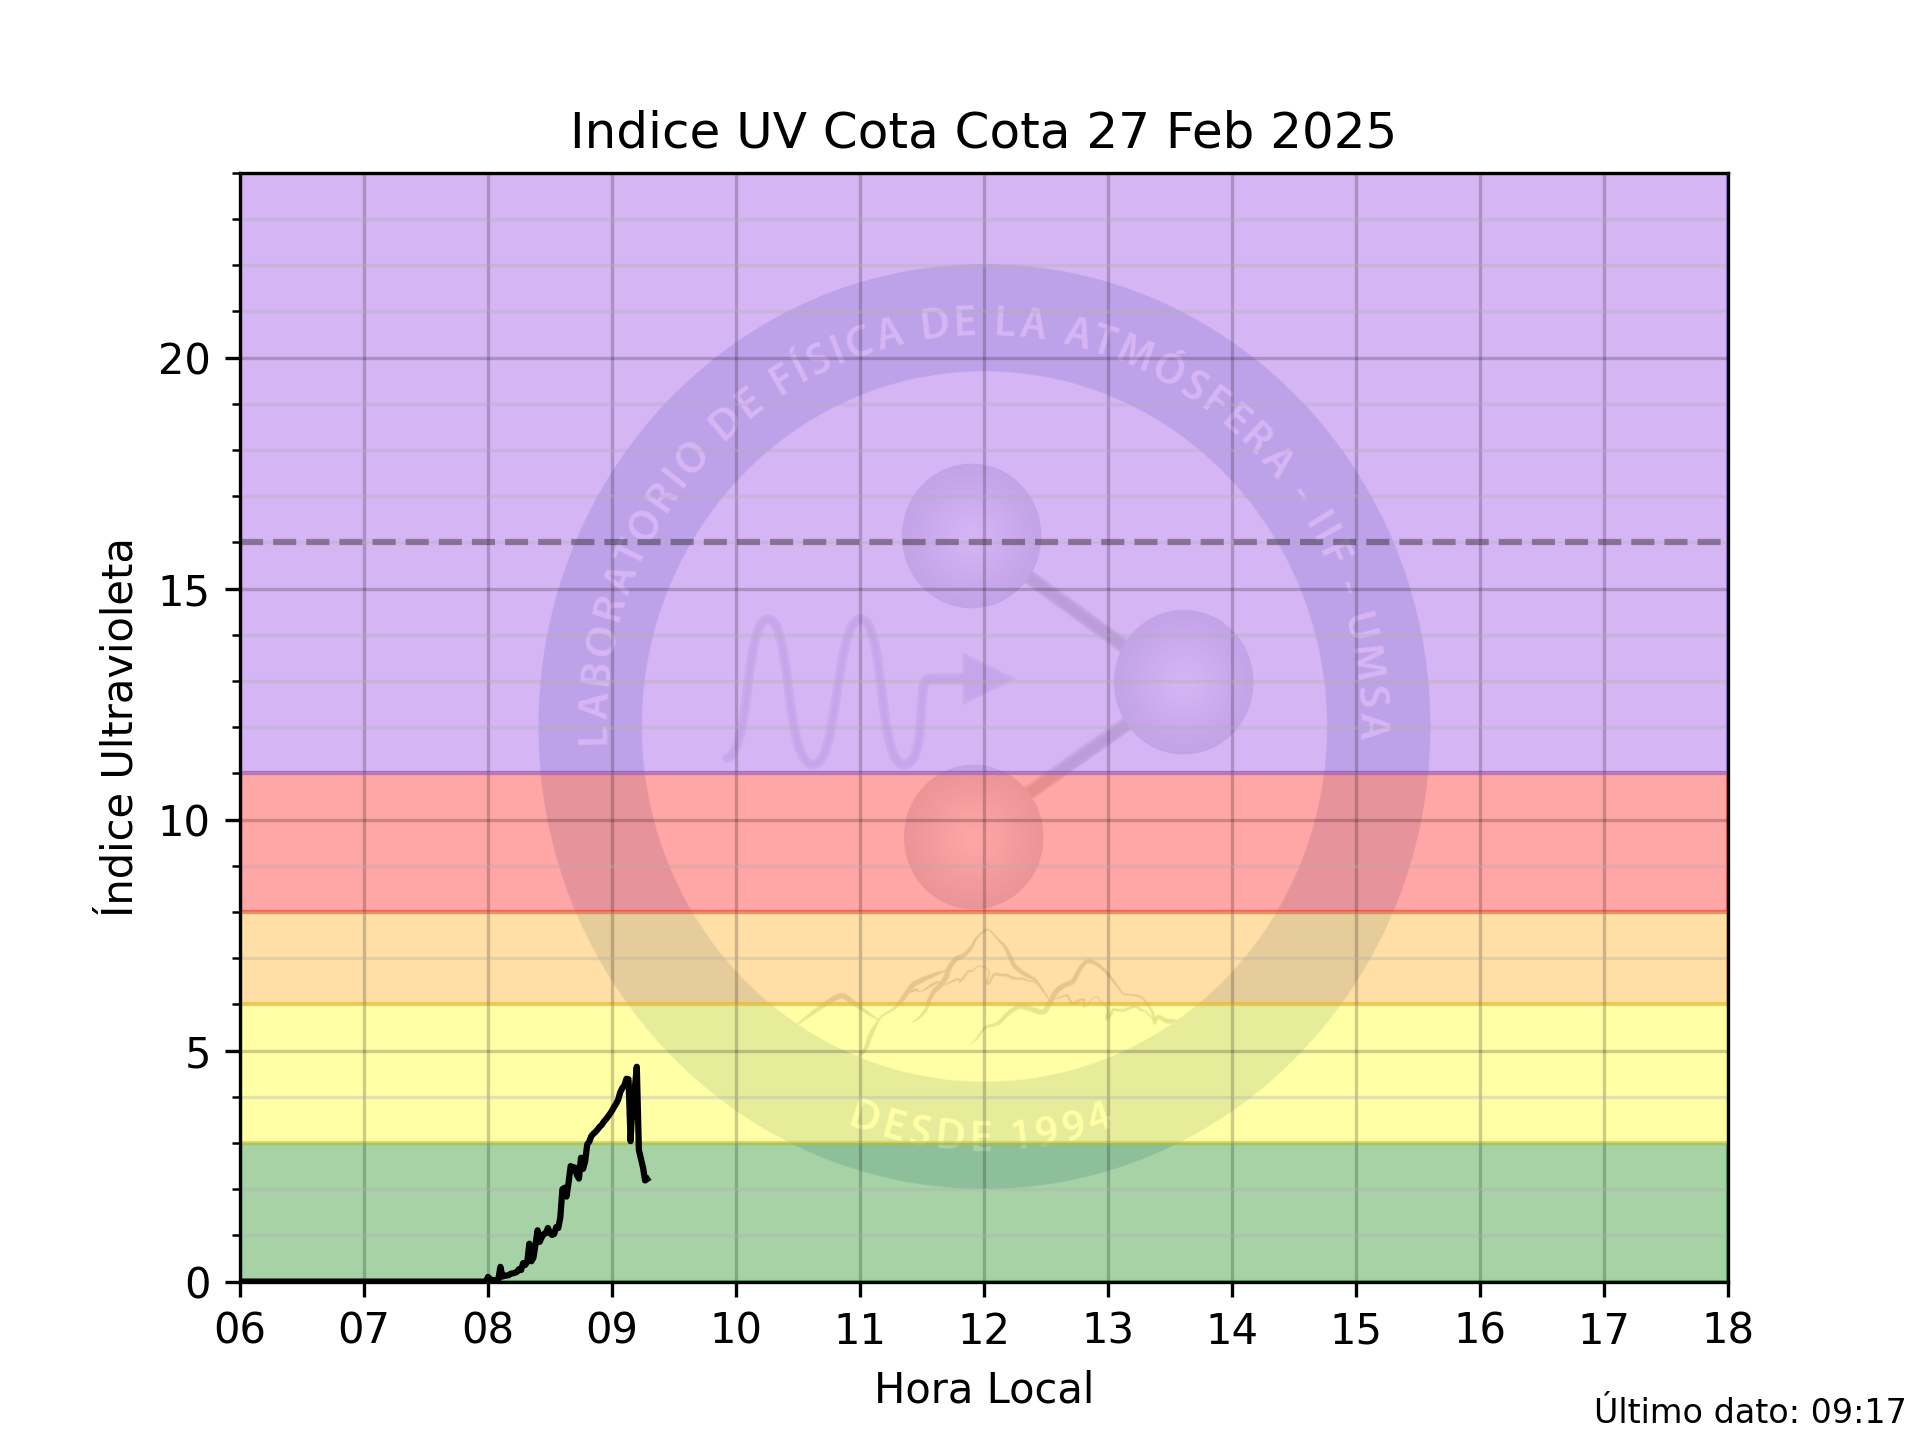 Indice UV Cota Cota 27 Feb 2025
LABORATORIO DE FÍSICA DE LA ATMÓSFERA - IIF - UMSA
DESDE 1994
Índice Ultravioleta
20
15
10
5
0
06 07 08 09 10 11 12 13 14 15 16 17 18
Hora Local
Último dato: 09:17